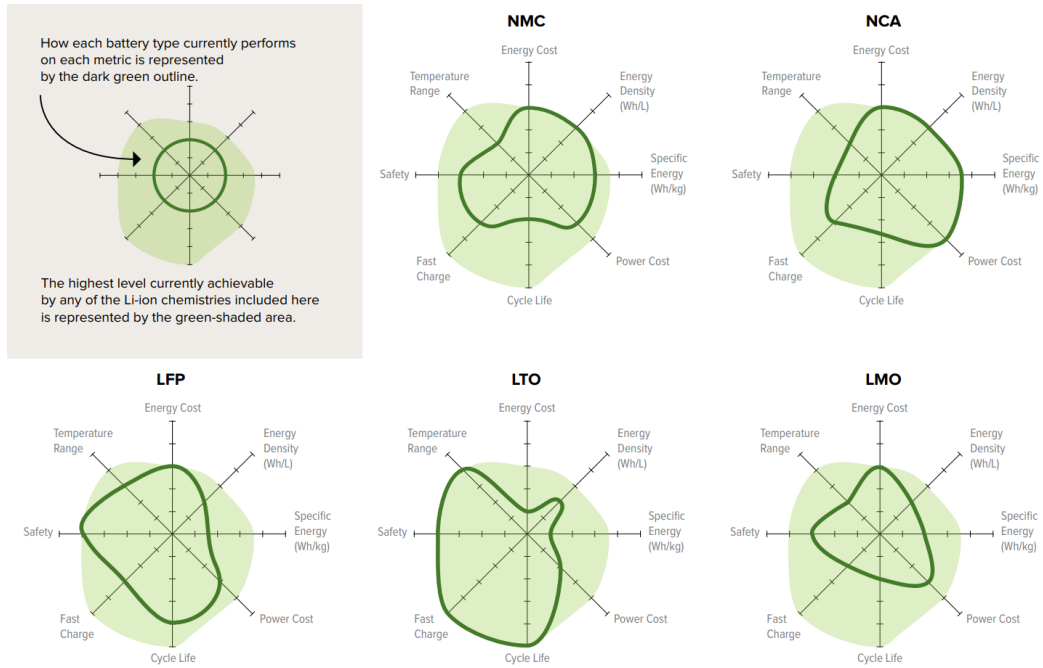 How each battery type currently performs
on each metric is represented
by the dark green outline.
The highest level currently achievable
by any of the Li-ion chemistries included here
is represented by the green-shaded area.
NMC
Energy Cost
Temperature
Range
Energy
Density
(Wh/L)
Safety
Specific
Energy
(Wh/kg)
Fast
Charge
Power Cost
Cycle Life
NCA
Energy Cost
Temperature
Range
Energy
Density
(Wh/L)
Safety
Specific
Energy
(Wh/kg)
Fast
Charge
Power Cost
Cycle Life
LFP
Energy Cost
Temperature
Range
Energy
Density
(Wh/L)
Safety
Specific
Energy
(Wh/kg)
Fast
Charge
Power Cost
Cycle Life
LTO
Energy Cost
Temperature
Range
Energy
Density
(Wh/L)
Safety
Specific
Energy
(Wh/kg)
Fast
Charge
Power Cost
Cycle Life
LMO
Energy Cost
Temperature
Range
Energy
Density
(Wh/L)
Safety
Specific
Energy
(Wh/kg)
Fast
Charge
Power Cost
Cycle Life